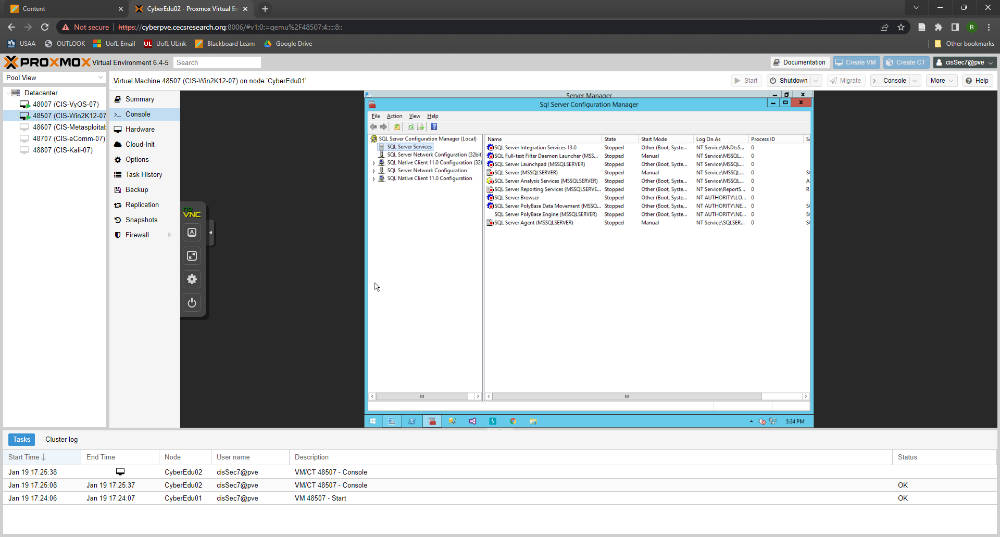 Content
CyberEdu02 - Proxmox Virtual En
Not secure
https://cyberpve.cecsresearch.org:8006/#v1:0:=qemu%2F48507:4:::::8::
R
USAA
OUTLOOK
UofL Email
UL UofL ULink
Blackboard Learn
Google Drive
Other bookmarks
PROXMOX Virtual Environment 6.4-5
Search
Documentation
Create VM
Create CT
cisSec7@pve
Pool View
Virtual Machine 48507 (CIS-Win2K12-07) on node 'CyberEdu01'
Start
Shutdown
Migrate
Console
More
Help
Datacenter
48007 (CIS-VyOS-07)
48507 (CIS-Win2K12-07
48607 (CIS-Metasploitab
48707 (CIS-eComm-07)
48807 (CIS-Kali-07)
Summary
Console
Hardware
Cloud-Init
Options
Task History
Backup
Replication
Snapshots
Firewall
no
VNC
A
Server Manager
Sql Server Configuration Manager
File Action View Help
SQL Server Configuration Manager (Local)
SQL Server Services
SQL Server Network Configuration (32bit
SQL Native Client 11.0 Configuration (32
SQL Server Network Configuration
SQL Native Client 11.0 Configuration
Name State Start Mode Log On As Process ID
SQL Server Integration Services 13.0 Stopped Other (Boot, Syste... NT Service\MsDtsS... 0
SQL Full-text Filter Daemon Launcher (MSS... Stopped Manual NT Service\MSSQL... 0
SQL Server Launchpad (MSSQLSERVER) Stopped Other (Boot, Syste... NT Service\MSSQL... 0
SQL Server (MSSQLSERVER) Stopped Manual NT Service\MSSQL... 0
SQL Server Analysis Services (MSSQLSERVER) Stopped Other (Boot, Syste... NT Service\MSSQL... 0 A
SQL Server Reporting Services (MSSQLSERVE... Stopped Other (Boot, Syste... NT Service\ReportS... 0 R
SQL Server Browser Stopped Other (Boot, Syste... NT AUTHORITY\LO... 0
SQL Server PolyBase Data Movement (MSSQ... Stopped Other (Boot, Syste... NT AUTHORITY\NE... 0
SQL Server PolyBase Engine (MSSQLSERVER) Stopped Other (Boot, Syste... NT AUTHORITY\NE... 0
SQL Server Agent (MSSQLSERVER) Stopped Manual NT Service\SQLSER... 0
5:34 PM
Tasks
Cluster log
Start Time End Time Node User name Description Status
Jan 19 17:25:38 CyberEdu02 cisSec7@pve VM/CT 48507 - Console
Jan 19 17:25:08 Jan 19 17:25:37 CyberEdu02 cisSec7@pve VM/CT 48507 - Console OK
Jan 19 17:24:06 Jan 19 17:24:07 CyberEdu01 cisSec7@pve VM 48507 - Start OK